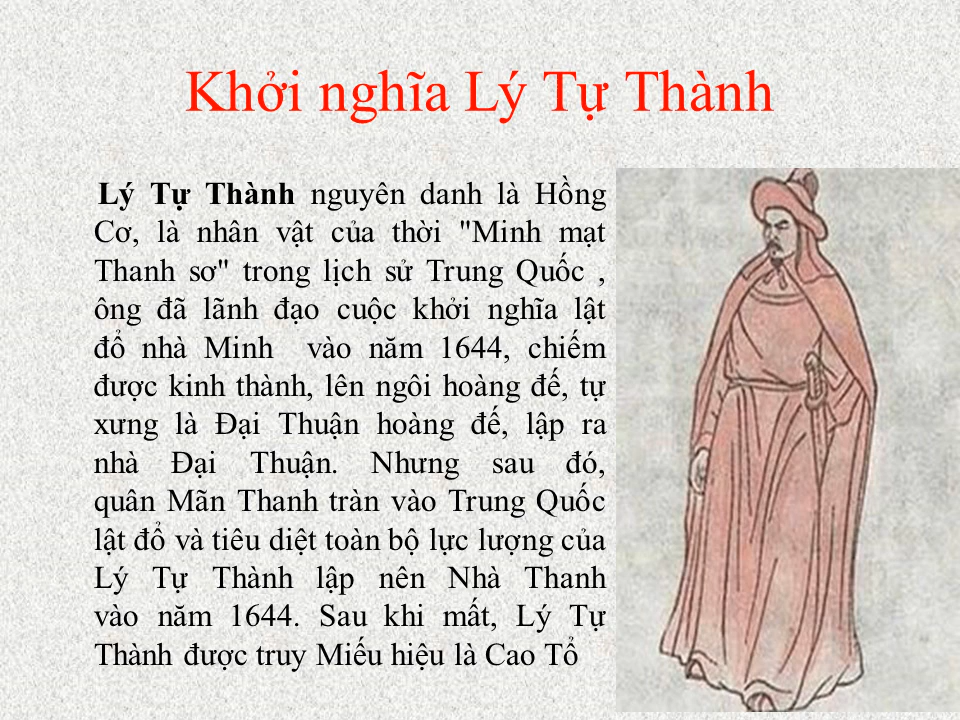 Khởi nghĩa Lý Tự Thành
Lý Tự Thành nguyên danh là Hồng
Cơ, là nhân vật của thời "Minh mạt
Thanh sơ" trong lịch sử Trung Quốc ,
ông đã lãnh đạo cuộc khởi nghĩa lật
đổ nhà Minh vào năm 1644, chiếm
được kinh thành, lên ngôi hoàng đế, tự
xưng là Đại Thuận hoàng đế, lập ra
nhà Đại Thuận. Nhưng sau đó,
quân Mãn Thanh tràn vào Trung Quốc
lật đổ và tiêu diệt toàn bộ lực lượng của
Lý Tự Thành lập nên Nhà Thanh
vào năm 1644. Sau khi mất, Lý Tự
Thành được truy Miếu hiệu là Cao Tổ